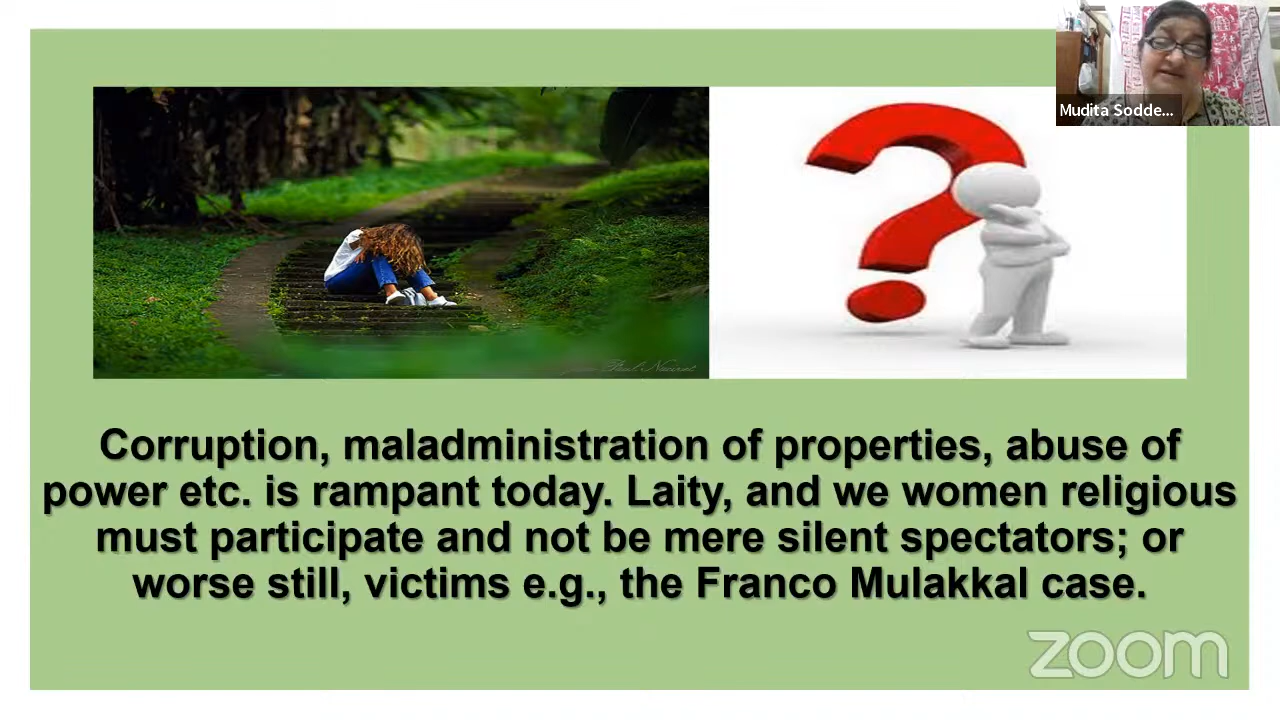 Mudita Sodde...
Corruption, maladministration of properties, abuse of
power etc. is rampant today. Laity, and we women religious
must participate and not be mere silent spectators; or
worse still, victims e.g., the Franco Mulakkal case.
zoom